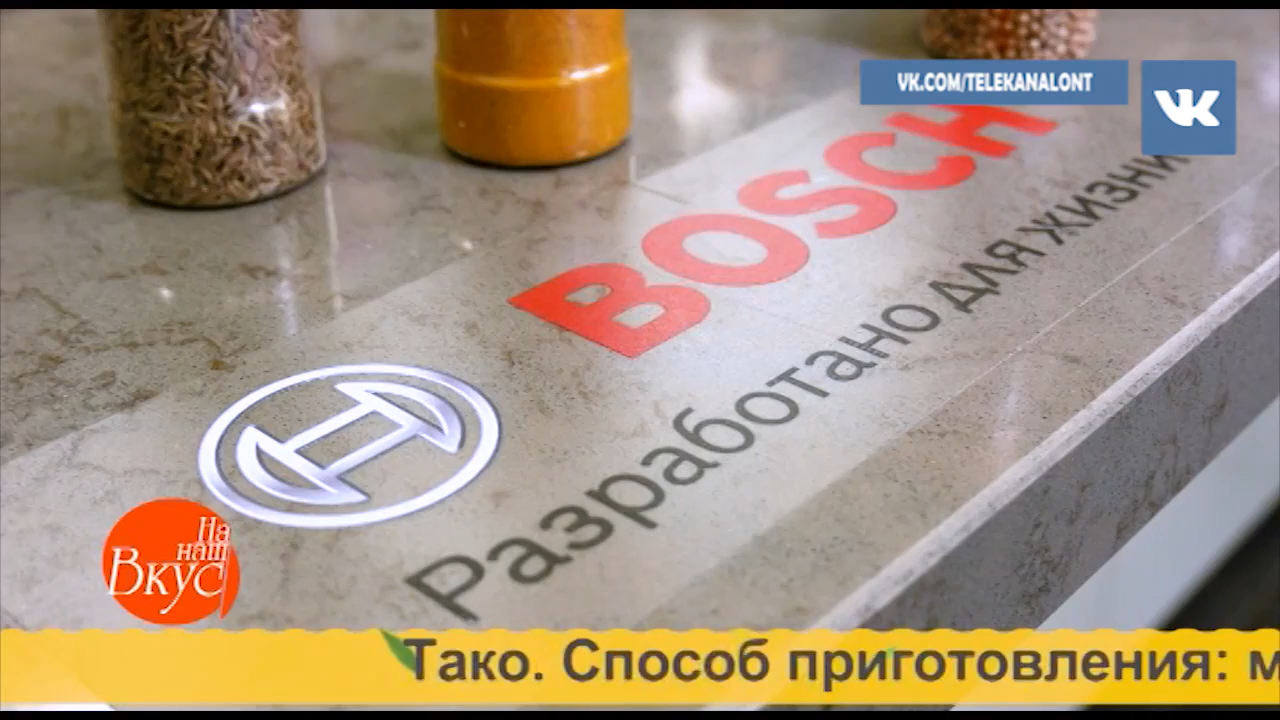 VK.COM/TELEKANALONT
BOSCH
Разработано для жизни
На
наш
Вкус
Тако. Способ приготовления: м